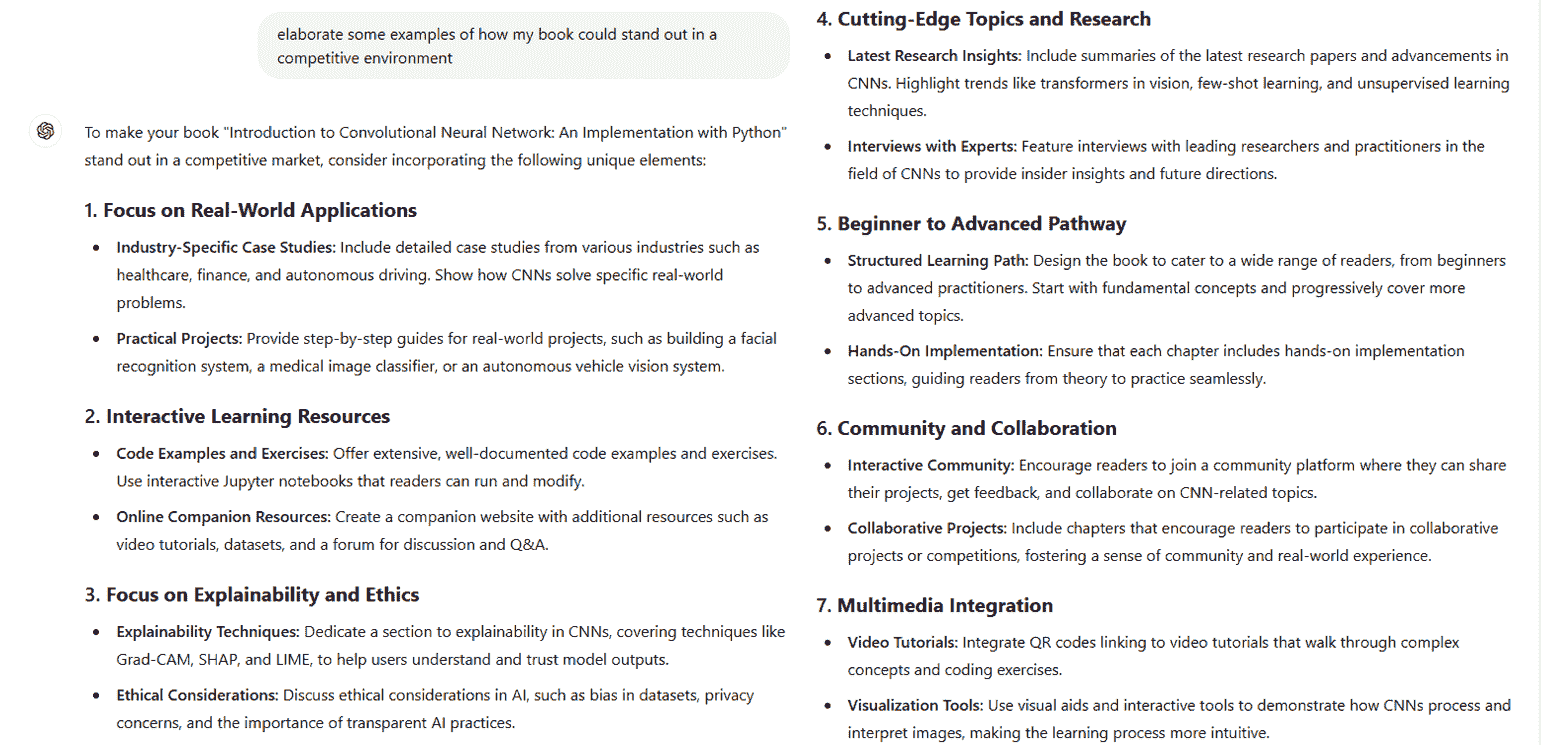 elaborate some examples of how my book could stand out in a
competitive environment
To make your book "Introduction to Convolutional Neural Network: An Implementation with Python"
stand out in a competitive market, consider incorporating the following unique elements:
1. Focus on Real-World Applications
• Industry-Specific Case Studies: Include detailed case studies from various industries such as
healthcare, finance, and autonomous driving. Show how CNNs solve specific real-world
problems.
• Practical Projects: Provide step-by-step guides for real-world projects, such as building a facial
recognition system, a medical image classifier, or an autonomous vehicle vision system.
2. Interactive Learning Resources
• Code Examples and Exercises: Offer extensive, well-documented code examples and exercises.
Use interactive Jupyter notebooks that readers can run and modify.
• Online Companion Resources: Create a companion website with additional resources such as
video tutorials, datasets, and a forum for discussion and Q&A.
3. Focus on Explainability and Ethics
• Explainability Techniques: Dedicate a section to explainability in CNNs, covering techniques like
Grad-CAM, SHAP, and LIME, to help users understand and trust model outputs.
• Ethical Considerations: Discuss ethical considerations in AI, such as bias in datasets, privacy
concerns, and the importance of transparent AI practices.
4. Cutting-Edge Topics and Research
• Latest Research Insights: Include summaries of the latest research papers and advancements in
CNNs. Highlight trends like transformers in vision, few-shot learning, and unsupervised learning
techniques.
• Interviews with Experts: Feature interviews with leading researchers and practitioners in the
field of CNNs to provide insider insights and future directions.
5. Beginner to Advanced Pathway
• Structured Learning Path: Design the book to cater to a wide range of readers, from beginners
to advanced practitioners. Start with fundamental concepts and progressively cover more
advanced topics.
• Hands-On Implementation: Ensure that each chapter includes hands-on implementation
sections, guiding readers from theory to practice seamlessly.
6. Community and Collaboration
• Interactive Community: Encourage readers to join a community platform where they can share
their projects, get feedback, and collaborate on CNN-related topics.
• Collaborative Projects: Include chapters that encourage readers to participate in collaborative
projects or competitions, fostering a sense of community and real-world experience.
7. Multimedia Integration
• Video Tutorials: Integrate QR codes linking to video tutorials that walk through complex
concepts and coding exercises.
• Visualization Tools: Use visual aids and interactive tools to demonstrate how CNNs process and
interpret images, making the learning process more intuitive.